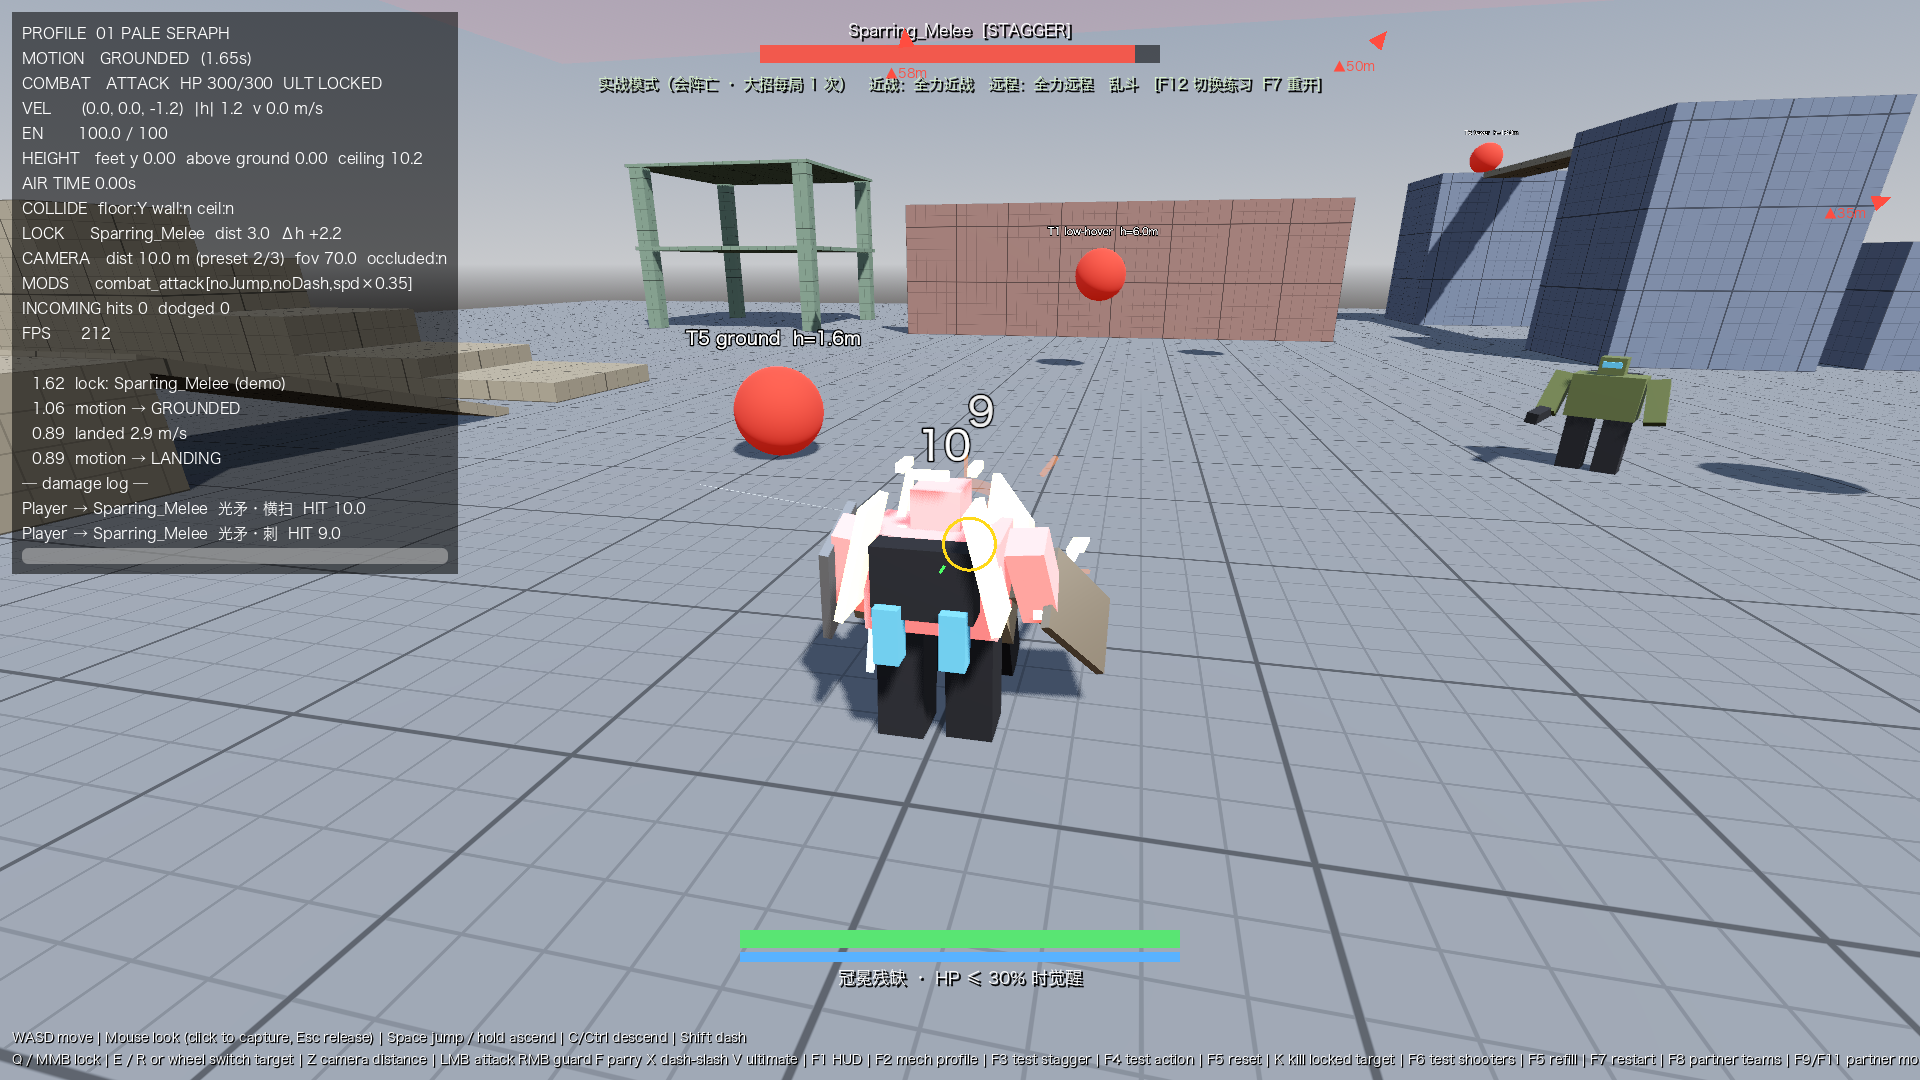 PROFILE 01 PALE SERAPH
MOTION GROUNDED (1.65s)
COMBAT ATTACK HP 300/300 ULT LOCKED
VEL (0.0, 0.0, -1.2) |h| 1.2 v 0.0 m/s
EN 100.0 / 100
HEIGHT feet y 0.00 above ground 0.00 ceiling 10.2
AIR TIME 0.00s
COLLIDE floor:Y wall:n ceil:n
LOCK Sparring_Melee dist 3.0 Δh +2.2
CAMERA dist 10.0 m (preset 2/3) fov 70.0 occluded:n
MODS combat_attack[noJump,noDash,spd×0.35]
INCOMING hits 0 dodged 0
FPS 212
1.62 lock: Sparring_Melee (demo)
1.06 motion → GROUNDED
0.89 landed 2.9 m/s
0.89 motion → LANDING
— damage log —
Player → Sparring_Melee 光矛・横扫 HIT 10.0
Player → Sparring_Melee 光矛・刺 HIT 9.0
Sparring_Melee [STAGGER]
▲58m
▲50m
实战模式（会阵亡 · 大招每局 1 次） 近战：全力近战 远程：全力远程 乱斗 [F12 切换练习 F7 重开]
▲35m
T1 low-hover h=6.0m
T5 ground h=1.6m
9
10
冠冕残缺 · HP ≤ 30% 时觉醒
WASD move | Mouse look (click to capture, Esc release) | Space jump / hold ascend | C/Ctrl descend | Shift dash
Q / MMB lock | E / R or wheel switch target | Z camera distance | LMB attack RMB guard F parry X dash-slash V ultimate | F1 HUD | F2 mech profile | F3 test stagger | F4 test action | F5 reset | K kill locked target | F6 test shooters | F5 refill | F7 restart | F8 partner teams | F9/F11 partner mo